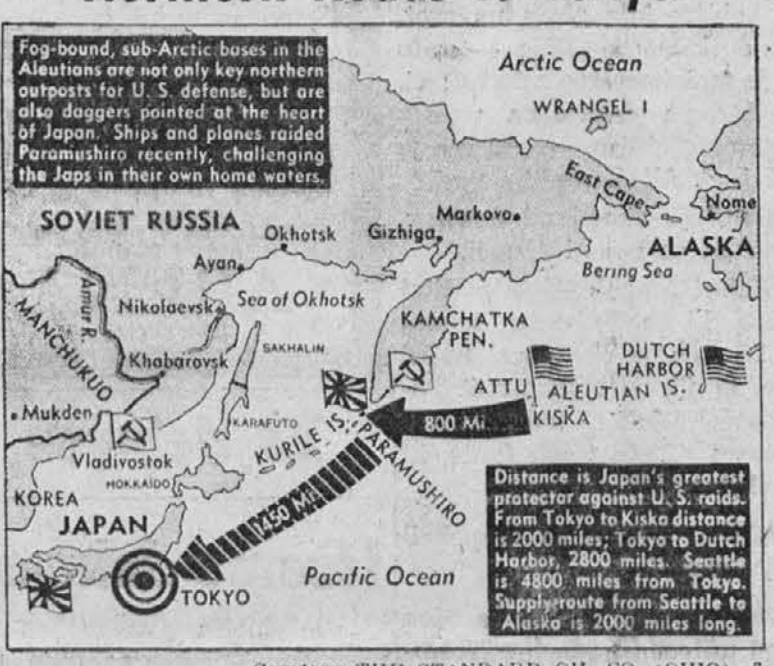 Fog-bound, sub-Arctic bases in the
Aleutians are not only key northern
outposts for U. S. defense, but are
also daggers pointed at the heart
of Japan. Ships and planes raided
Paramushiro recently, challenging
the Japs in their own home waters.
Arctic Ocean
WRANGEL I
East Cape
Nome
SOVIET RUSSIA
Okhotsk
Gizhiga
Markovo
ALASKA
Ayan
Bering Sea
Amur R.
Nikolaevsk
Sea of Okhotsk
MANCHUKUO
KAMCHATKA
PEN.
Khabarovsk
SAKHALIN
DUTCH
HARBOR
ATTU
ALEUTIAN IS.
Mukden
KARAFUTO
800 Mi.
KISKA
KURILE IS.
PARAMUSHIRO
Vladivostok
HOKKAIDO
KOREA
JAPAN
1450 Mi.
TOKYO
Pacific Ocean
Distance is Japan's greatest
protector against U. S. raids.
From Tokyo to Kiska distance
is 2000 miles; Tokyo to Dutch
Harbor, 2800 miles. Seattle
is 4800 miles from Tokyo.
Supply route from Seattle to
Alaska is 2000 miles long.
THE STANDARD OIL CO.